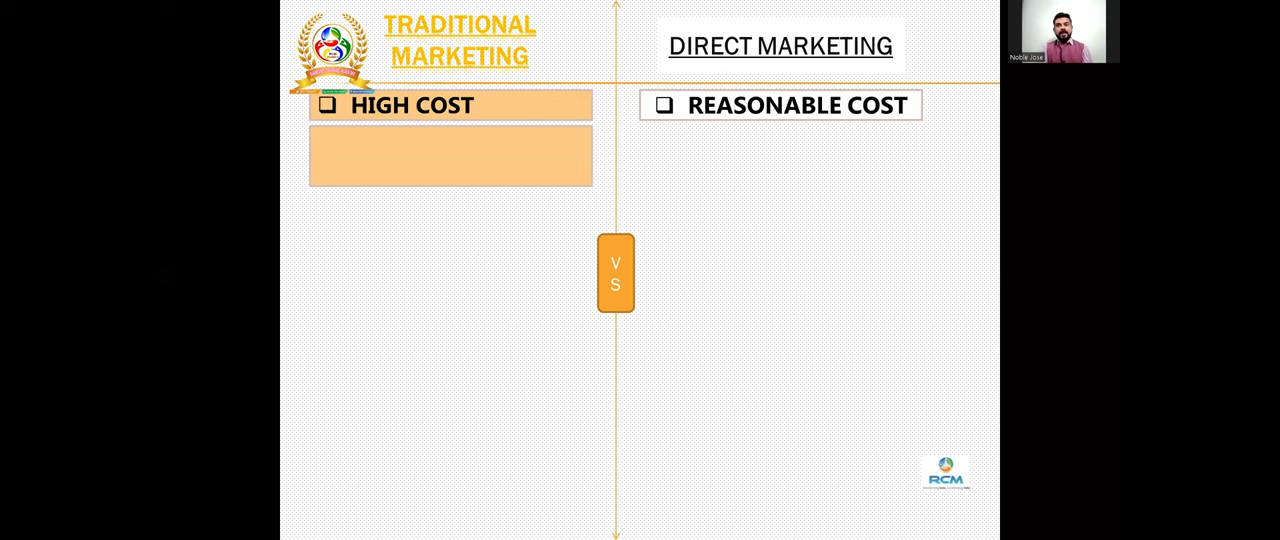 TRADITIONAL
MARKETING
DIRECT MARKETING
Noble Jose
HIGH COST
REASONABLE COST
V
S
RCM